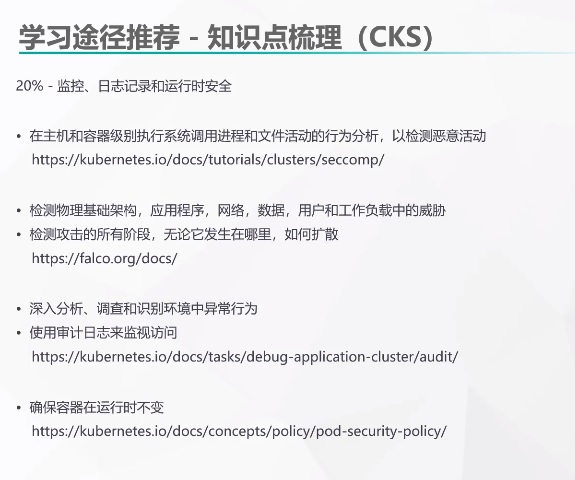 学习途径推荐 - 知识点梳理（CKS）
20% - 监控、日志记录和运行时安全
• 在主机和容器级别执行系统调用进程和文件活动的行为分析，以检测恶意活动
https://kubernetes.io/docs/tutorials/clusters/seccomp/
• 检测物理基础架构，应用程序，网络，数据，用户和工作负载中的威胁
• 检测攻击的所有阶段，无论它发生在哪里，如何扩散
https://falco.org/docs/
• 深入分析、调查和识别环境中异常行为
• 使用审计日志来监视访问
https://kubernetes.io/docs/tasks/debug-application-cluster/audit/
• 确保容器在运行时不变
https://kubernetes.io/docs/concepts/policy/pod-security-policy/